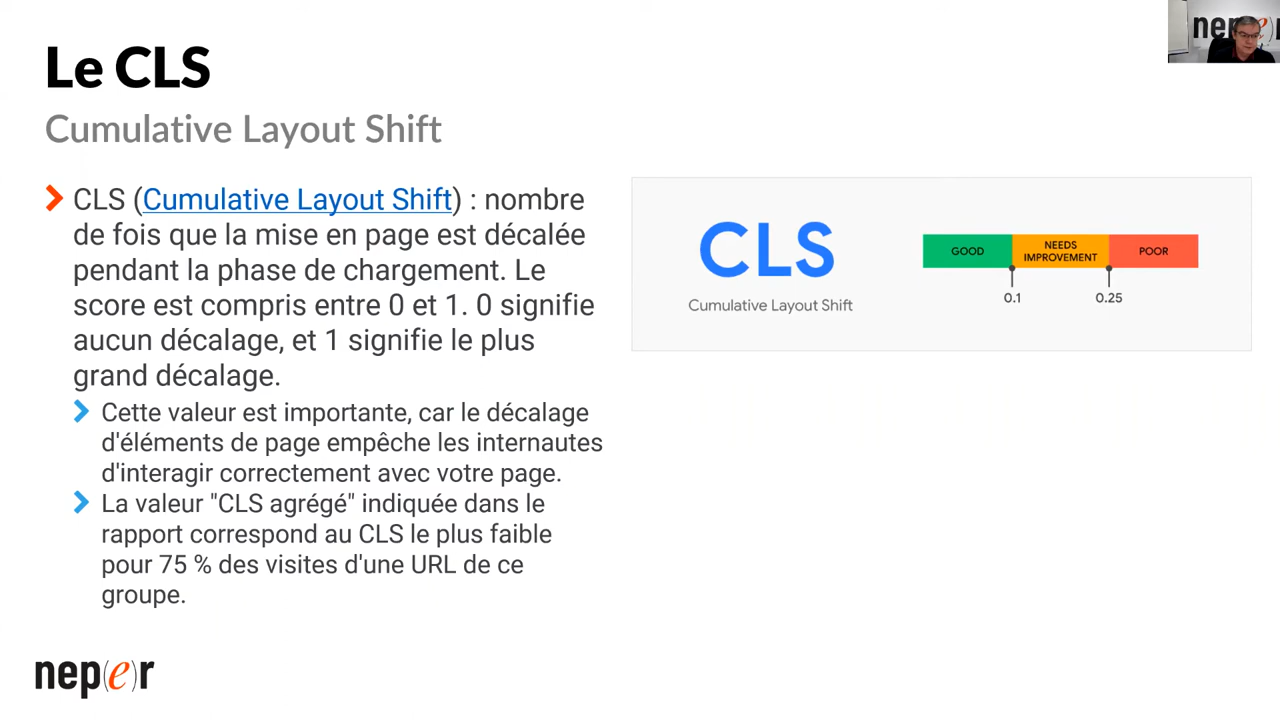 Le CLS
Cumulative Layout Shift
CLS (Cumulative Layout Shift) : nombre
de fois que la mise en page est décalée
pendant la phase de chargement. Le
score est compris entre 0 et 1. 0 signifie
aucun décalage, et 1 signifie le plus
grand décalage.
Cette valeur est importante, car le décalage
d'éléments de page empêche les internautes
d'interagir correctement avec votre page.
La valeur "CLS agrégé" indiquée dans le
rapport correspond au CLS le plus faible
pour 75 % des visites d'une URL de ce
groupe.
CLS
Cumulative Layout Shift
GOOD
NEEDS
IMPROVEMENT
POOR
0.1
0.25
nep(e)r